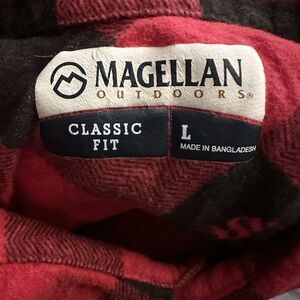 MAGELLAN
OUTDOORS®
CLASSIC
FIT
L
MADE IN BANGLADESH